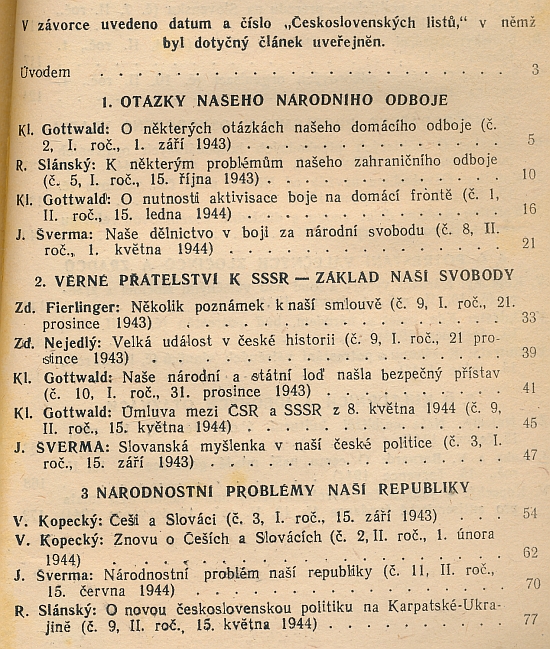 V závorce uvedeno datum a číslo „Československých listů,“ v němž
byl dotyčný článek uveřejněn.
Úvodem . . . . . . . . . . . . . . . . . . 3
1. OTÁZKY NAŠEHO NÁRODNÍHO ODBOJE
Kl. Gottwald: O některých otázkách našeho domácího odboje (č.
2, I. roč., 1. září 1943) . . . . . . . . . . . . 5
R. Slánský: K některým problémům našeho zahraničního odboje
(č. 5, I. roč., 15. října 1943) . . . . . . . . . . 10
Kl. Gottwald: O nutnosti aktivisace boje na domácí frontě (č. 1,
II. roč., 15. ledna 1944) . . . . . . . . . . . 16
J. Šverma: Naše dělnictvo v boji za národní svobodu (č. 8, II.
roč., 1. května 1944) . . . . . . . . . . . . 21
2. VĚRNÉ PŘÁTELSTVÍ K SSSR — ZÁKLAD NAŠÍ SVOBODY
Zd. Fierlinger: Několik poznámek k naší smlouvě (č. 9, I. roč., 21.
prosince 1943) . . . . . . . . . . . . . . 33
Zd. Nejedlý: Velká událost v české historii (č. 9, I. roč., 21 pro-
since 1943) . . . . . . . . . . . . . . . 39
Kl. Gottwald: Naše národní a státní loď našla bezpečný přístav
(č. 10, I. roč., 31. prosince 1943) . . . . . . . . 41
Kl. Gottwald: Úmluva mezi ČSR a SSSR z 8. května 1944 (č. 9,
II. roč., 15. května 1944) . . . . . . . . . . . 45
J. ŠVERMA: Slovanská myšlenka v naší české politice (č. 3, I.
roč., 15. září 1943) . . . . . . . . . . . . . 47
3 NÁRODNOSTNÍ PROBLÉMY NAŠÍ REPUBLIKY
V. Kopecký: Češi a Slováci (č. 3, I. roč., 15. září 1943) . . . 54
V. Kopecký: Znovu o Češích a Slovácích (č. 2, II. roč., 1. února
1944) . . . . . . . . . . . . . . . . . 62
J. Šverma: Národnostní problém naší republiky (č. 11, II. roč.,
15. června 1944) . . . . . . . . . . . . . 70
R. Slánský: O novou československou politiku na Karpatské-Ukra-
jině (č. 9, II. roč., 15. května 1944) . . . . . . . . 77